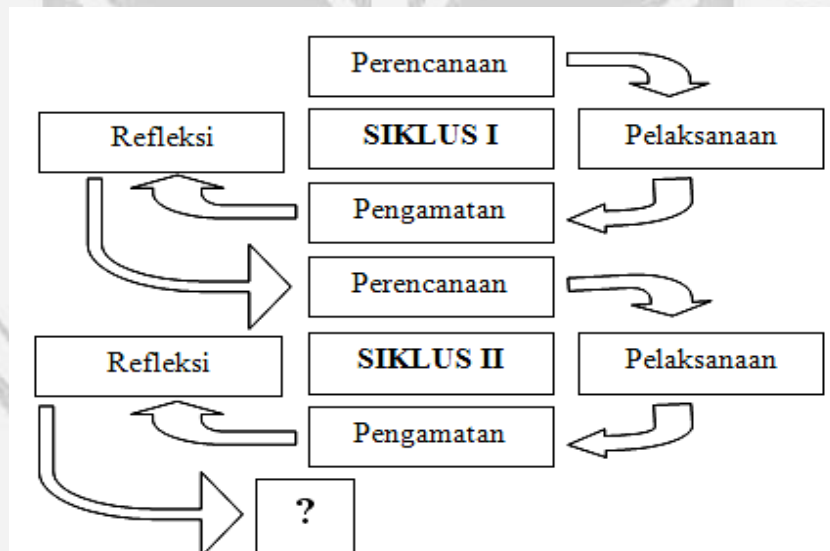 Perencanaan
Refleksi
SIKLUS I
Pelaksanaan
Pengamatan
Perencanaan
Refleksi
SIKLUS II
Pelaksanaan
Pengamatan
?